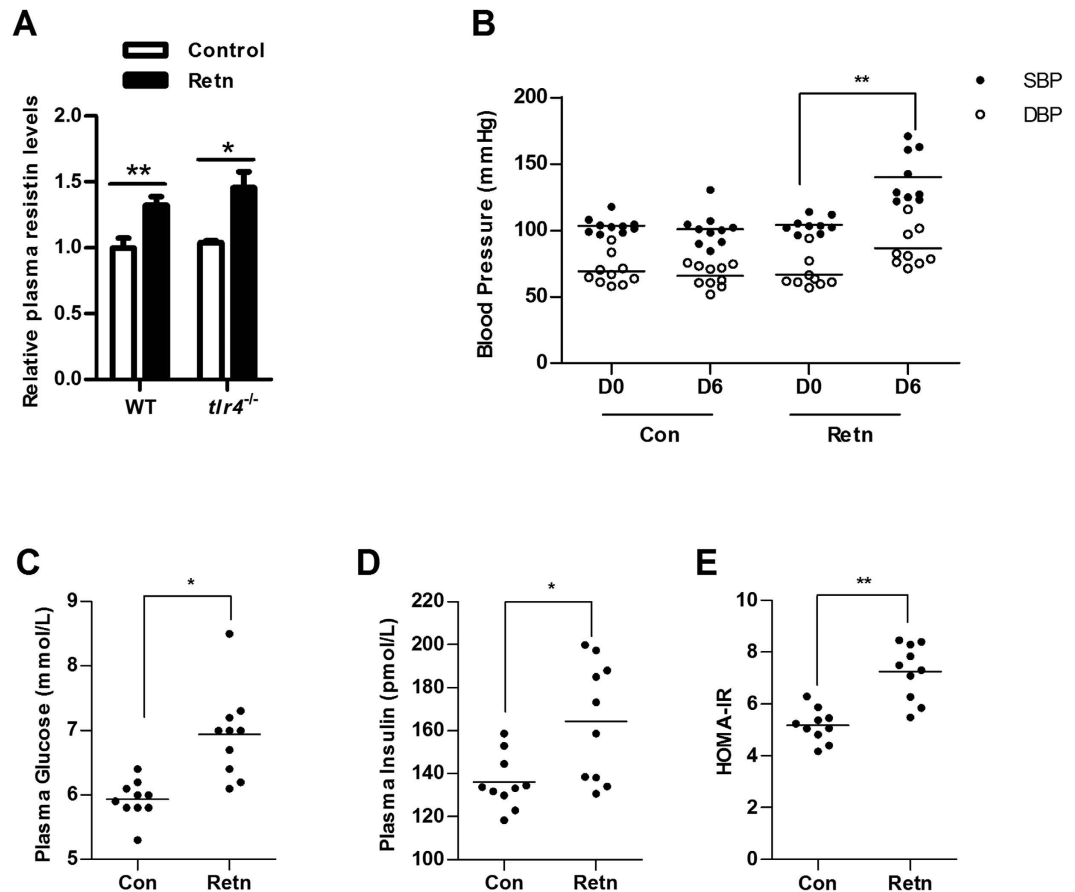 A
Control
Retn
Relative plasma resistin levels
2.0
1.5
1.0
0.5
0.0
**
*
WT
tlr4-/-
B
SBP
DBP
Blood Pressure (mmHg)
200
150
100
50
0
**
D0 D6 D0 D6
Con Retn
C
Plasma Glucose (mmol/L)
9
8
7
6
5
*
Con Retn
D
Plasma Insulin (pmol/L)
220
200
180
160
140
120
100
*
Con Retn
E
HOMA-IR
10
8
6
4
2
0
**
Con Retn